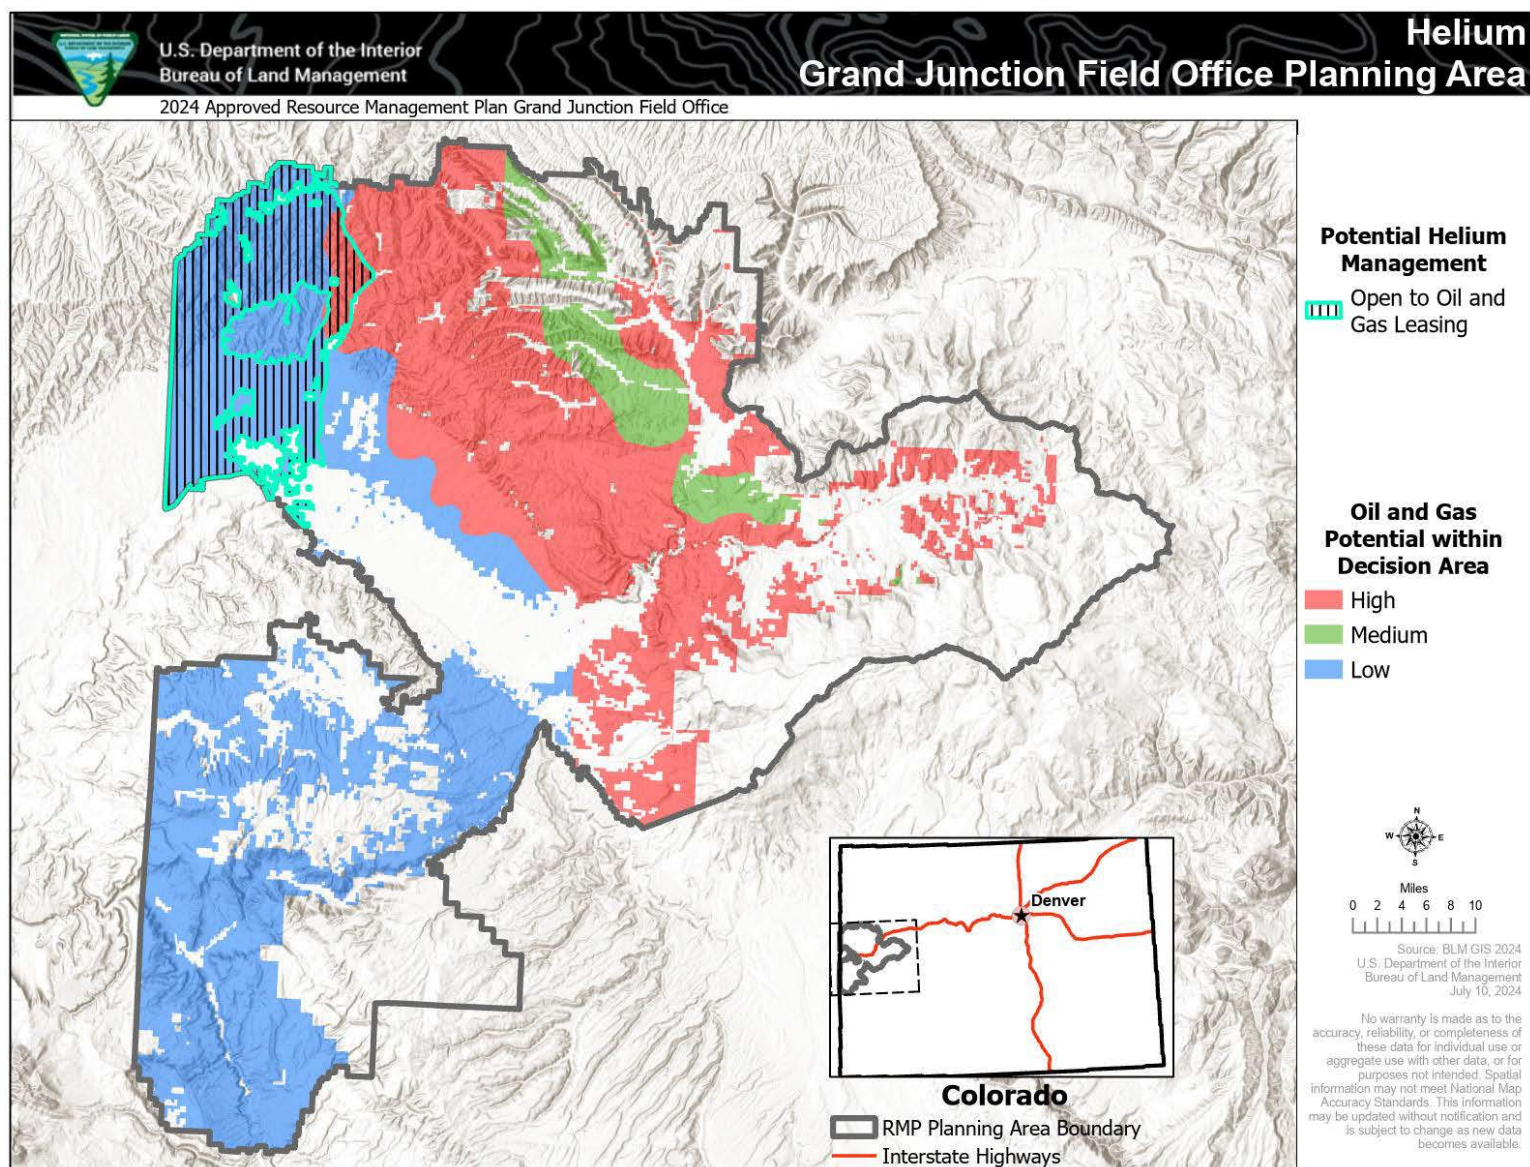 Helium
Grand Junction Field Office Planning Area
U.S. Department of the Interior
Bureau of Land Management
2024 Approved Resource Management Plan Grand Junction Field Office
Potential Helium
Management
Open to Oil and
Gas Leasing
Oil and Gas
Potential within
Decision Area
High
Medium
Low
N
W E
S
Miles
0 2 4 6 8 10
Source: BLM GIS 2024
U.S. Department of the Interior
Bureau of Land Management
July 10, 2024
No warranty is made as to the
accuracy, reliability, or completeness of
these data for individual use or
aggregate use with other data, or for
purposes not intended. Spatial
information may not meet National Map
Accuracy Standards. This information
may be updated without notification and
is subject to change as new data
becomes available.
Denver
Colorado
RMP Planning Area Boundary
Interstate Highways